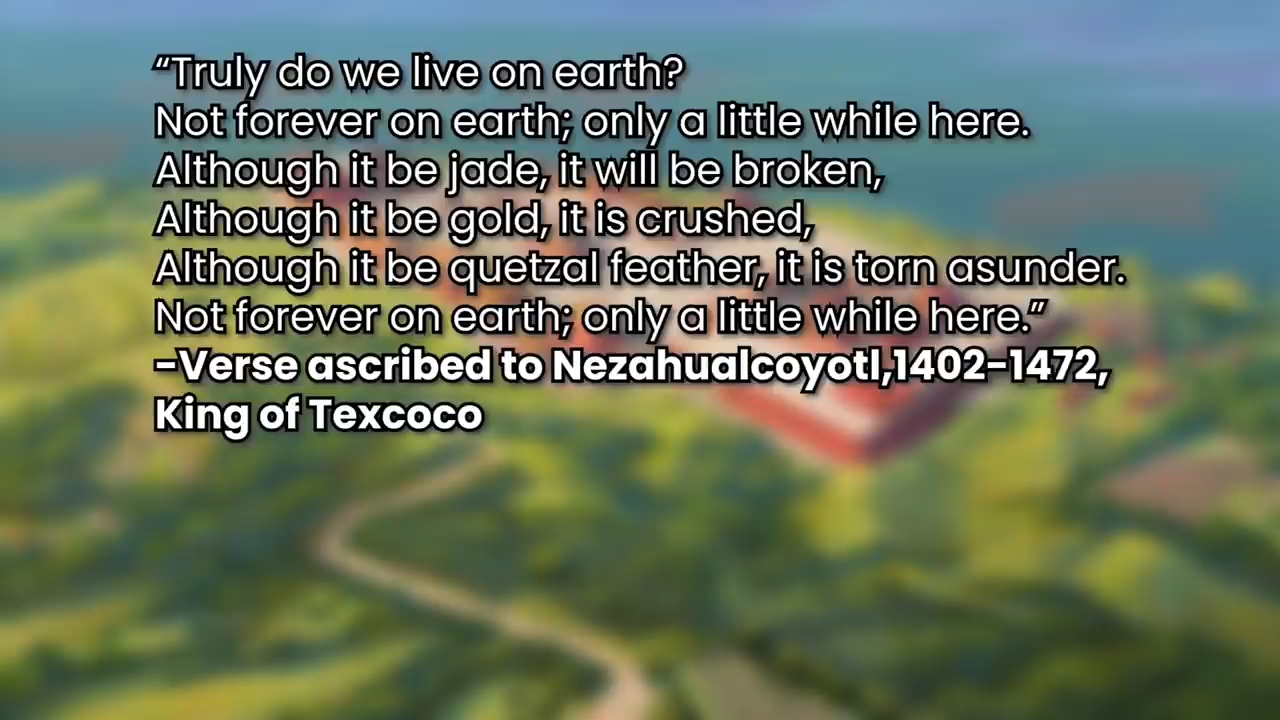 “Truly do we live on earth?
Not forever on earth; only a little while here.
Although it be jade, it will be broken,
Although it be gold, it is crushed,
Although it be quetzal feather, it is torn asunder.
Not forever on earth; only a little while here.”
-Verse ascribed to Nezahualcoyotl,1402-1472,
King of Texcoco